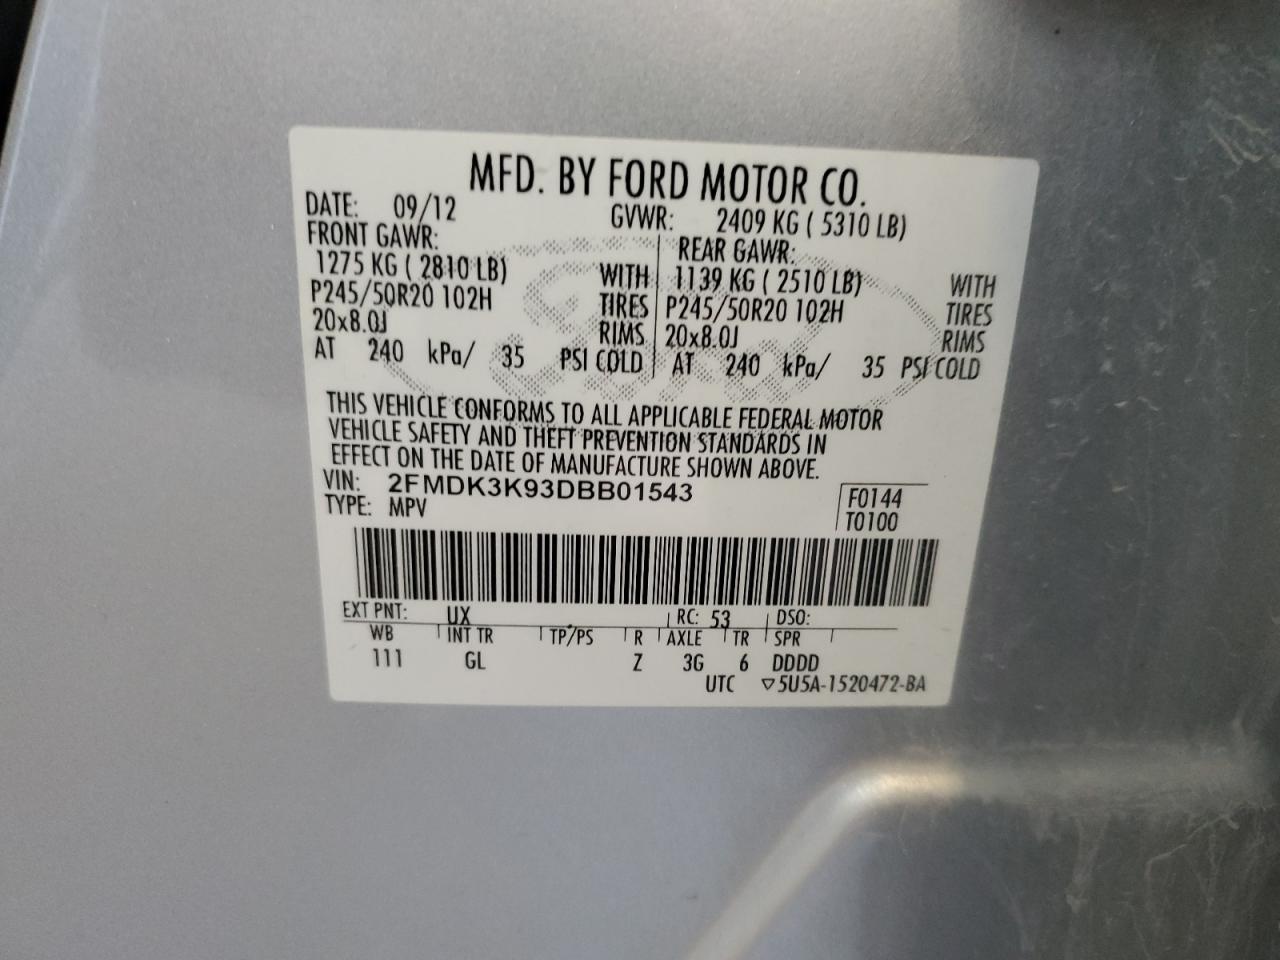 MFD. BY FORD MOTOR CO.
DATE: 09/12 GVWR: 2409 KG ( 5310 LB)
FRONT GAWR: REAR GAWR:
1275 KG ( 2810 LB) WITH 1139 KG ( 2510 LB) WITH
P245/50R20 102H TIRES P245/50R20 102H TIRES
20x8.0J RIMS 20x8.0J RIMS
AT 240 kPa/ 35 PSI COLD AT 240 kPa/ 35 PSI COLD
THIS VEHICLE CONFORMS TO ALL APPLICABLE FEDERAL MOTOR
VEHICLE SAFETY AND THEFT PREVENTION STANDARDS IN
EFFECT ON THE DATE OF MANUFACTURE SHOWN ABOVE.
VIN: 2FMDK3K93DBB01543 F0144
TYPE: MPV T0100
EXT PNT: UX RC: 53 DSO:
WB INT TR TP/PS R AXLE TR SPR
111 GL Z 3G 6 DDDD
UTC ▽5U5A-1520472-BA